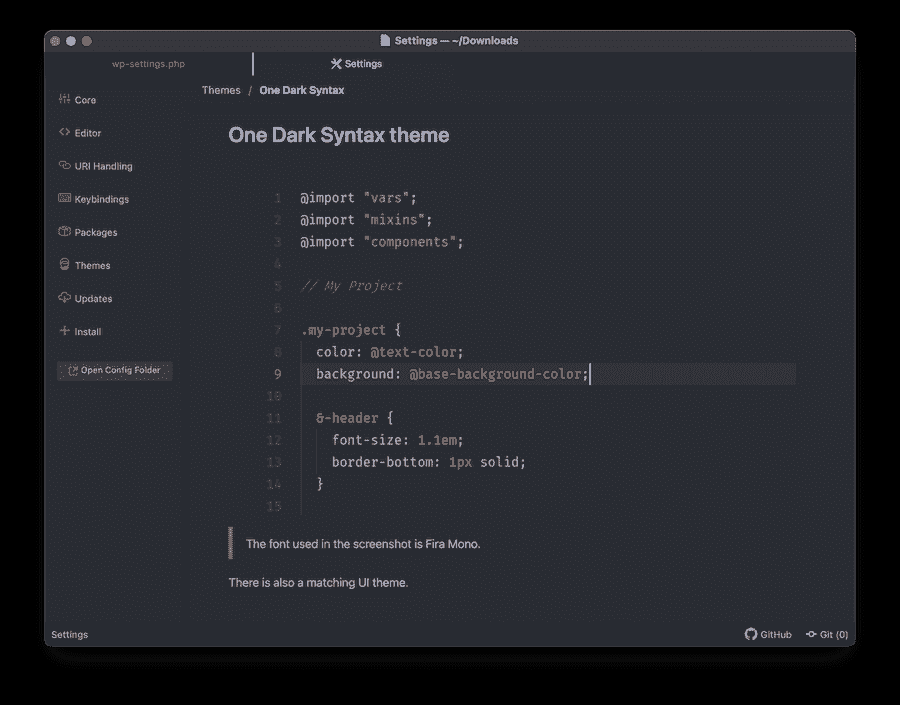 Settings — ~/Downloads
wp-settings.php
Settings
Themes / One Dark Syntax
Core
Editor
URI Handling
Keybindings
Packages
Themes
Updates
Install
Open Config Folder
One Dark Syntax theme
1 @import "vars";
2 @import "mixins";
3 @import "components";
4
5 // My Project
6
7 .my-project {
8 color: @text-color;
9 background: @base-background-color;
10
11 &-header {
12 font-size: 1.1em;
13 border-bottom: 1px solid;
14 }
15
The font used in the screenshot is Fira Mono.
There is also a matching UI theme.
Settings
GitHub
Git (0)